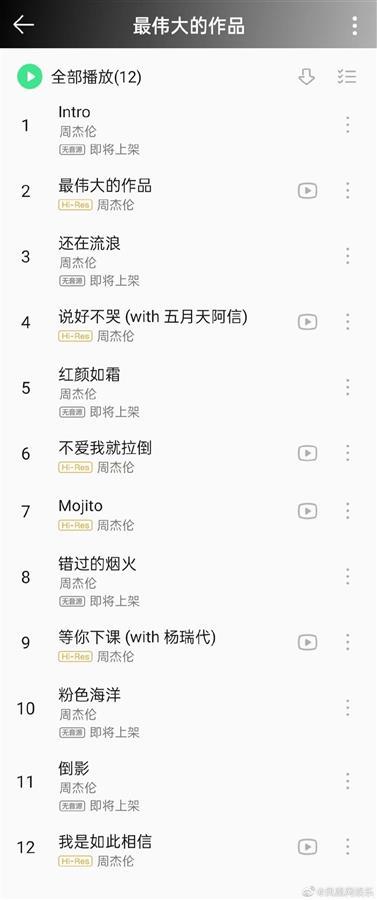 最伟大的作品
全部播放(12)
1
Intro
周杰伦
无音源 即将上架
2
最伟大的作品
Hi-Res 周杰伦
3
还在流浪
周杰伦
无音源 即将上架
4
说好不哭 (with 五月天阿信)
Hi-Res 周杰伦
5
红颜如霜
周杰伦
无音源 即将上架
6
不爱我就拉倒
Hi-Res 周杰伦
7
Mojito
Hi-Res 周杰伦
8
错过的烟火
周杰伦
无音源 即将上架
9
等你下课 (with 杨瑞代)
Hi-Res 周杰伦
10
粉色海洋
周杰伦
无音源 即将上架
11
倒影
周杰伦
无音源 即将上架
12
我是如此相信
Hi-Res 周杰伦
@凤凰网娱乐